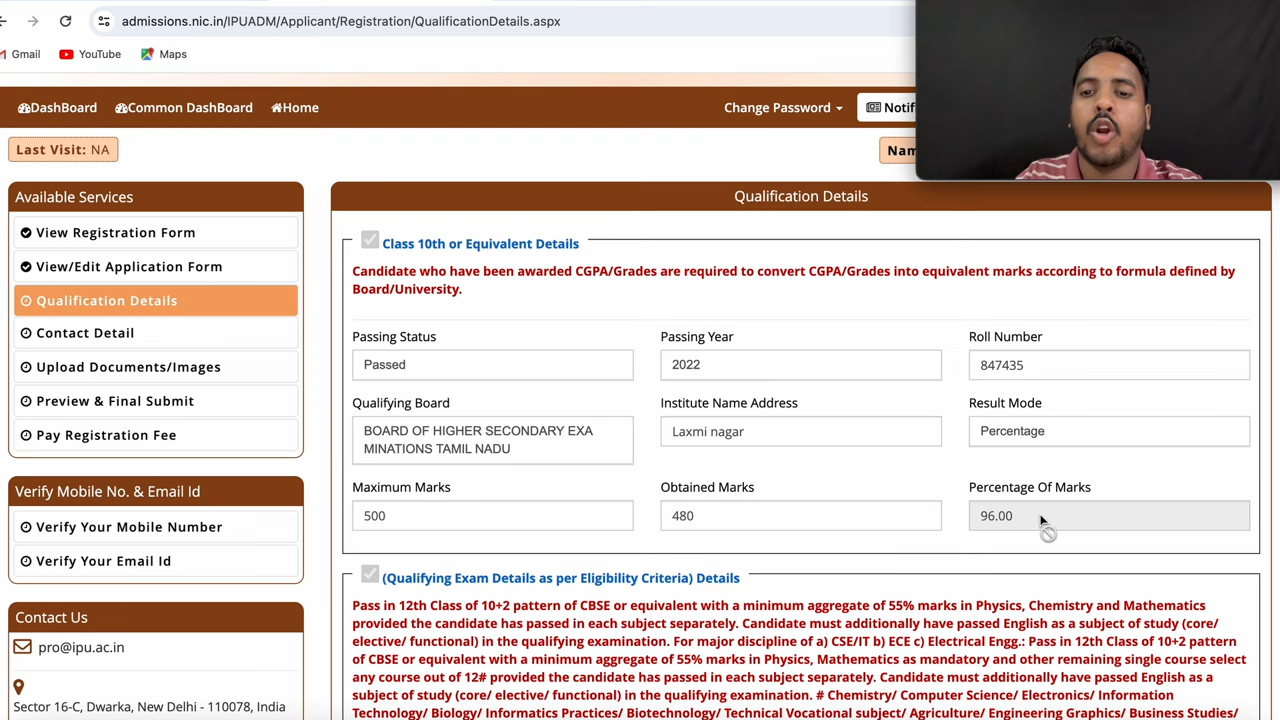 admissions.nic.in/IPUADM/Applicant/Registration/QualificationDetails.aspx
Gmail YouTube Maps
DashBoard Common DashBoard Home Change Password Notif
Last Visit: NA Nam
Available Services
View Registration Form
View/Edit Application Form
Qualification Details
Contact Detail
Upload Documents/Images
Preview & Final Submit
Pay Registration Fee
Verify Mobile No. & Email Id
Verify Your Mobile Number
Verify Your Email Id
Contact Us
pro@ipu.ac.in
Sector 16-C, Dwarka, New Delhi - 110078, India
Qualification Details
Class 10th or Equivalent Details
Candidate who have been awarded CGPA/Grades are required to convert CGPA/Grades into equivalent marks according to formula defined by
Board/University.
Passing Status Passing Year Roll Number
Passed 2022 847435
Qualifying Board Institute Name Address Result Mode
BOARD OF HIGHER SECONDARY EXA Laxmi nagar Percentage
MINATIONS TAMIL NADU
Maximum Marks Obtained Marks Percentage Of Marks
500 480 96.00
(Qualifying Exam Details as per Eligibility Criteria) Details
Pass in 12th Class of 10+2 pattern of CBSE or equivalent with a minimum aggregate of 55% marks in Physics, Chemistry and Mathematics
provided the candidate has passed in each subject separately. Candidate must additionally have passed English as a subject of study (core/
elective/ functional) in the qualifying examination. For major discipline of a) CSE/IT b) ECE c) Electrical Engg.: Pass in 12th Class of 10+2 pattern
of CBSE or equivalent with a minimum aggregate of 55% marks in Physics, Mathematics as mandatory and other remaining single course select
any course out of 12# provided the candidate has passed in each subject separately. Candidate must additionally have passed English as a
subject of study (core/ elective/ functional) in the qualifying examination. # Chemistry/ Computer Science/ Electronics/ Information
Technology/ Biology/ Informatics Practices/ Biotechnology/ Technical Vocational subject/ Agriculture/ Engineering Graphics/ Business Studies/